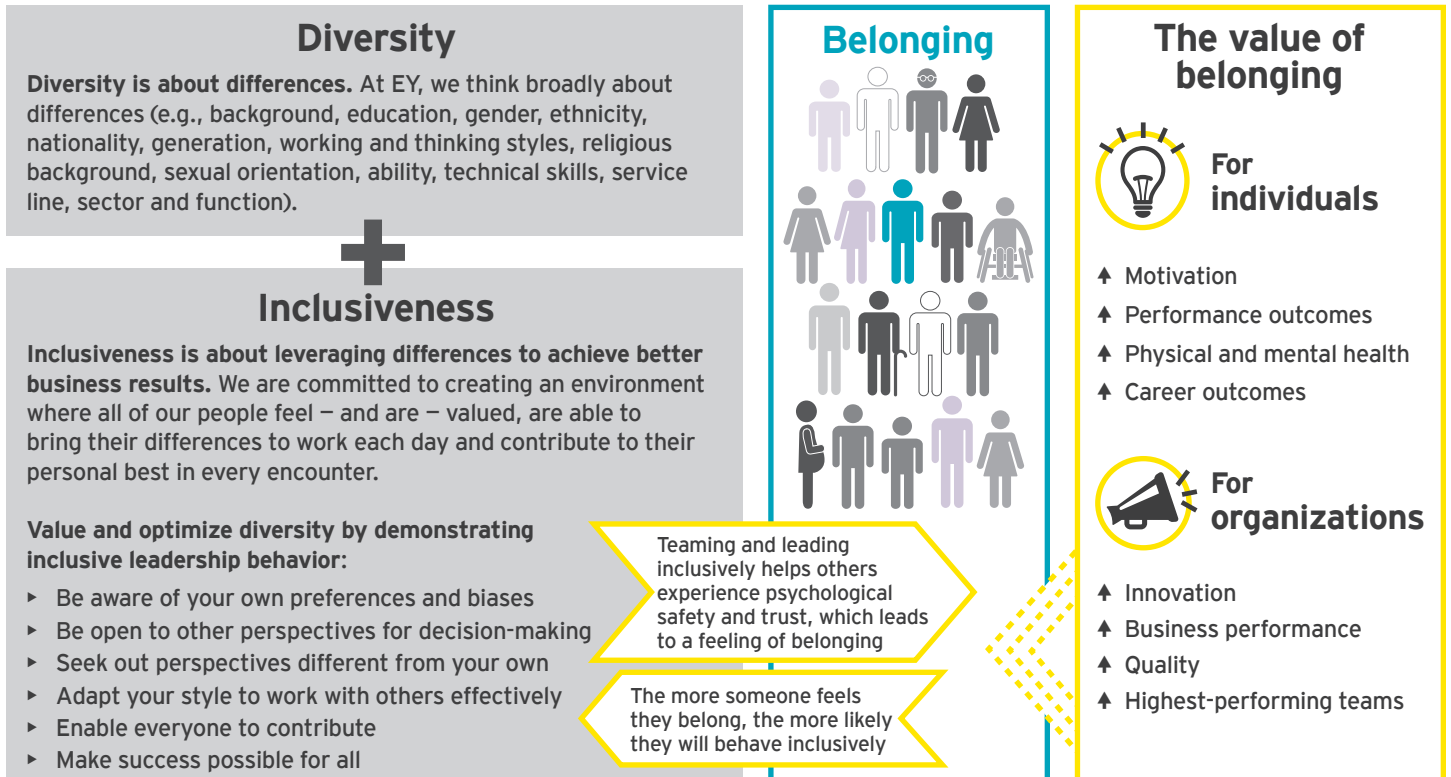 Diversity
Diversity is about differences. At EY, we think broadly about
differences (e.g., background, education, gender, ethnicity,
nationality, generation, working and thinking styles, religious
background, sexual orientation, ability, technical skills, service
line, sector and function).
Inclusiveness
Inclusiveness is about leveraging differences to achieve better
business results. We are committed to creating an environment
where all of our people feel – and are – valued, are able to
bring their differences to work each day and contribute to their
personal best in every encounter.
Value and optimize diversity by demonstrating
inclusive leadership behavior:
▸ Be aware of your own preferences and biases
▸ Be open to other perspectives for decision-making
▸ Seek out perspectives different from your own
▸ Adapt your style to work with others effectively
▸ Enable everyone to contribute
▸ Make success possible for all
Teaming and leading
inclusively helps others
experience psychological
safety and trust, which leads
to a feeling of belonging
The more someone feels
they belong, the more likely
they will behave inclusively
Belonging
The value of
belonging
For
individuals
Motivation
Performance outcomes
Physical and mental health
Career outcomes
For
organizations
Innovation
Business performance
Quality
Highest-performing teams